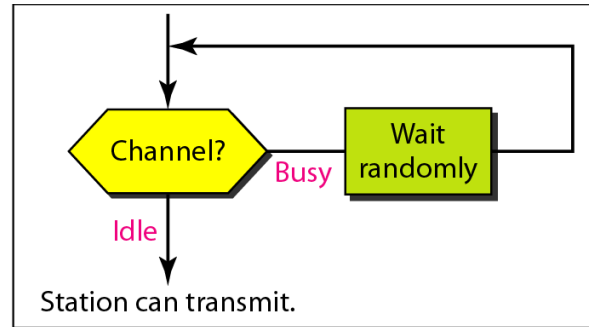 Channel?
Wait
randomly
Busy
Idle
Station can transmit.